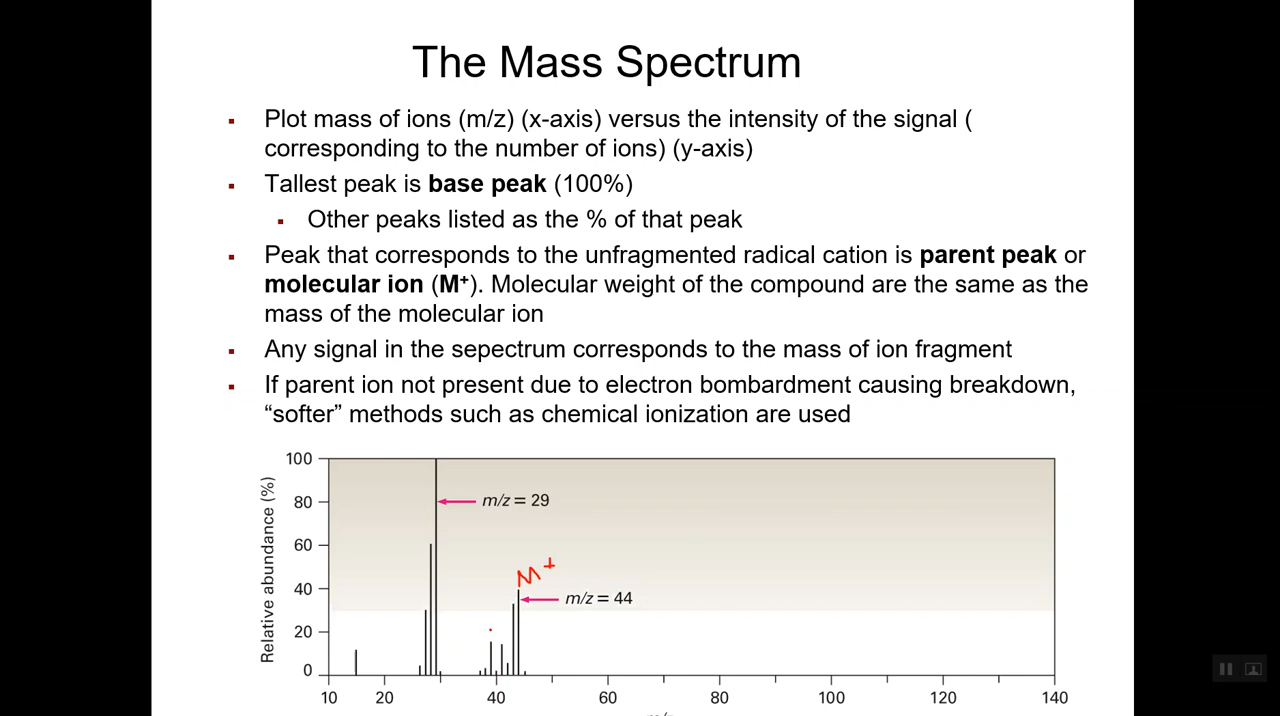 The Mass Spectrum
Plot mass of ions (m/z) (x-axis) versus the intensity of the signal (
corresponding to the number of ions) (y-axis)
Tallest peak is base peak (100%)
Other peaks listed as the % of that peak
Peak that corresponds to the unfragmented radical cation is parent peak or
molecular ion (M⁺). Molecular weight of the compound are the same as the
mass of the molecular ion
Any signal in the sepectrum corresponds to the mass of ion fragment
If parent ion not present due to electron bombardment causing breakdown,
“softer” methods such as chemical ionization are used
Relative abundance (%)
100
80
60
40
20
0
m/z = 29
M⁺
m/z = 44
10 20 40 60 80 100 120 140